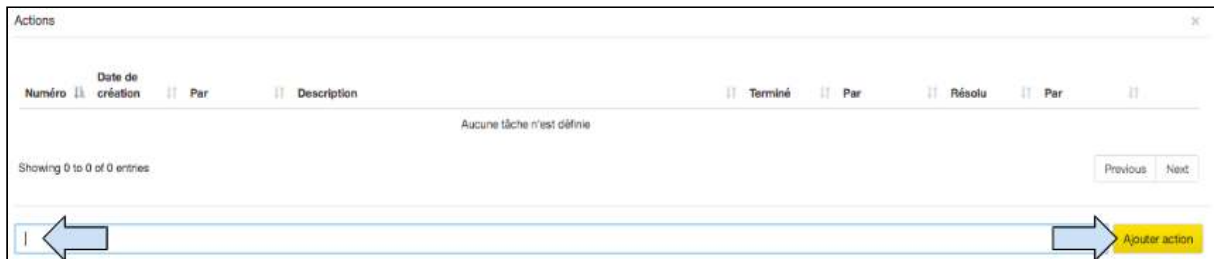 Actions ×
Date de
Numéro création Par Description Terminé Par Résolu Par
Aucune tâche n'est définie
Showing 0 to 0 of 0 entries
Previous Next
Ajouter action